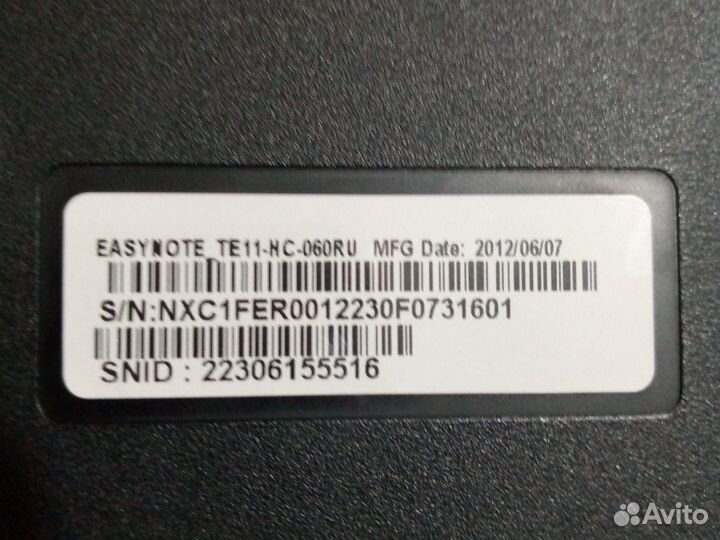 EASYNOTE_TE11-HC-060RU MFG Date: 2012/06/07
S/N:NXC1FER0012230F0731601
SNID : 22306155516
Avito